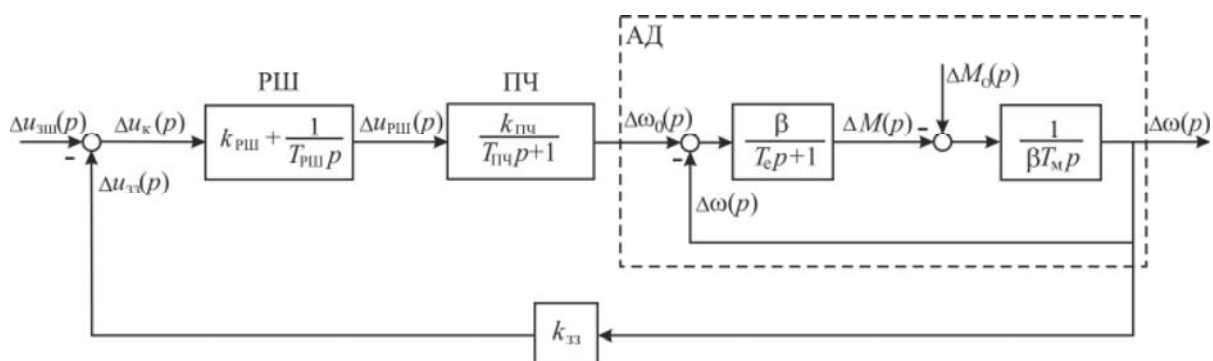 АД
РШ
ПЧ
ΔM_c(p)
Δu_зш(p)
Δu_к(p)
k_РШ + 1/(T_РШ p)
Δu_РШ(p)
k_ПЧ/(T_ПЧ p+1)
Δω_0(p)
β/(T_e p+1)
ΔM(p)
-
1/(βT_м p)
Δω(p)
-
-
Δu_зз(p)
Δω(p)
k_зз